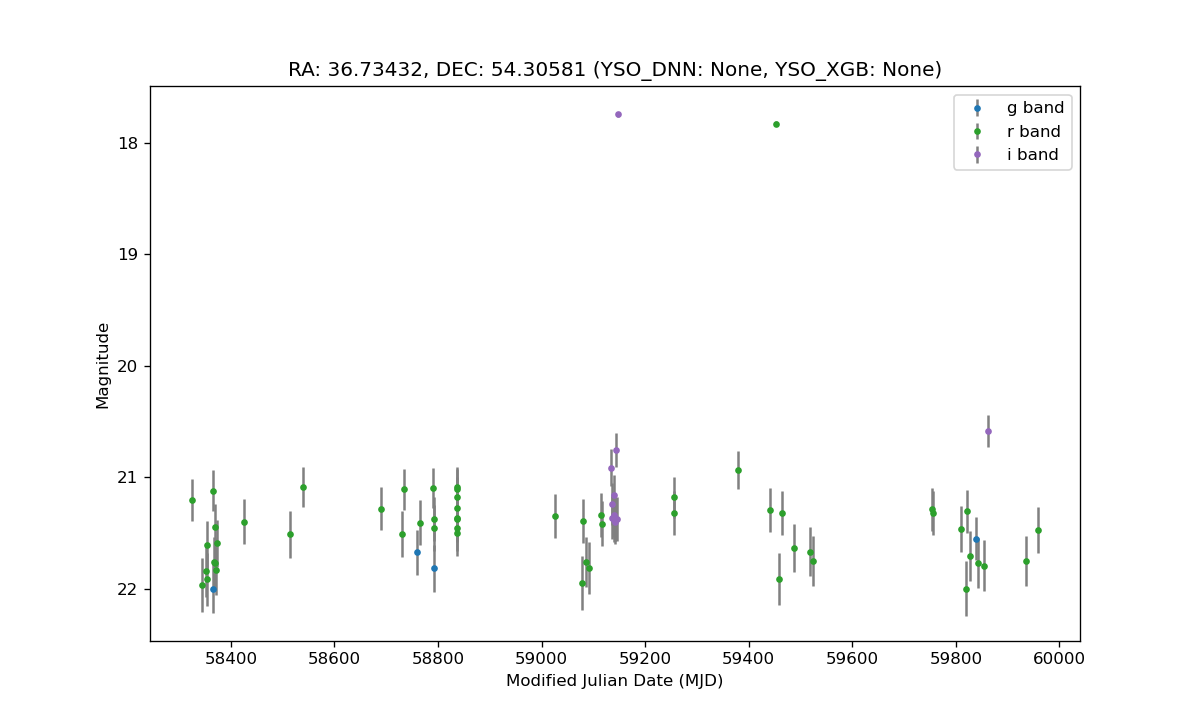 RA: 36.73432, DEC: 54.30581 (YSO_DNN: None, YSO_XGB: None)
g band
r band
i band
18
19
20
21
22
Magnitude
58400
58600
58800
59000
59200
59400
59600
59800
60000
Modified Julian Date (MJD)